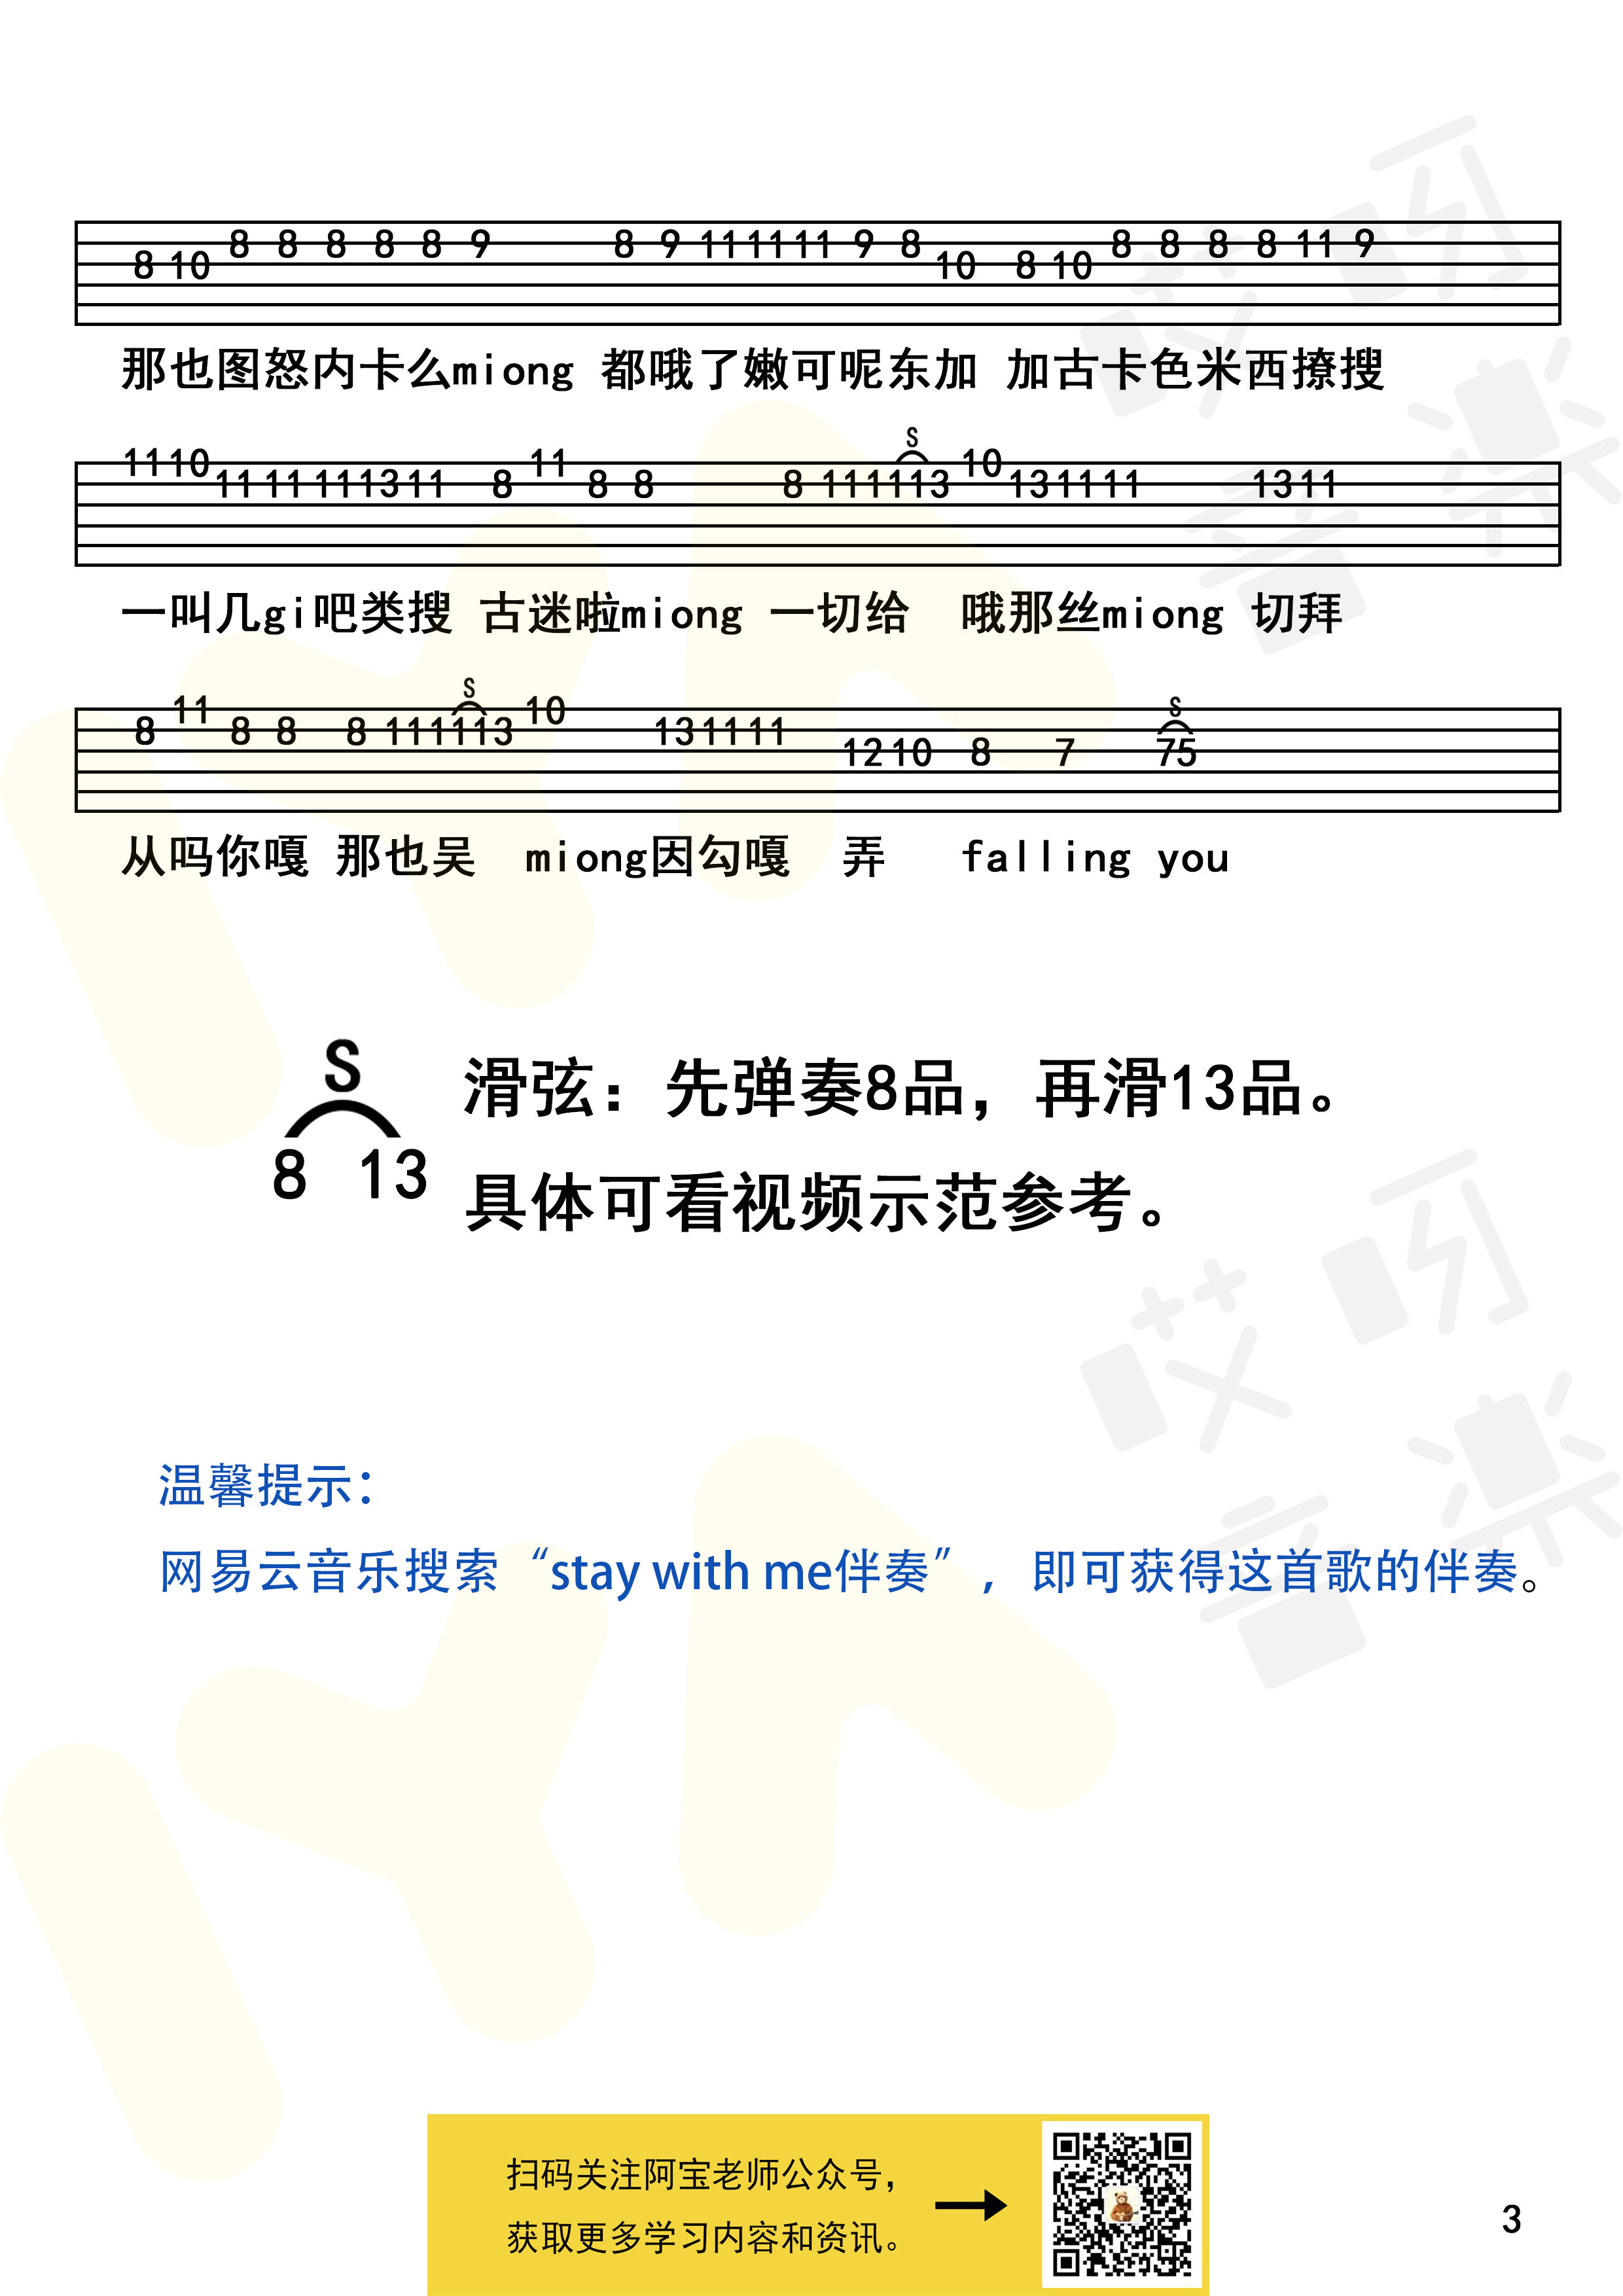 8 10 8 8 8 8 8 9 8 9 11 11 11 9 8 10 8 10 8 8 8 8 11 9
那也图怒内卡么miong 都哦了嫩可呢东加 加古卡色米西撩搜
S
11 10 11 11 11 13 11 8 11 8 8 8 11 11 13 10 13 11 11 13 11
一叫几gi吧类搜 古迷啦miong 一切给 哦那丝miong 切拜
S S
8 11 8 8 8 11 11 13 10 13 11 11 12 10 8 7 7 5
从吗你嘎 那也吴 miong因勾嘎 弄 falling you
S
8 13
滑弦：先弹奏8品，再滑13品。
具体可看视频示范参考。
温馨提示：
网易云音乐搜索“stay with me伴奏”，即可获得这首歌的伴奏。
扫码关注阿宝老师公众号，
获取更多学习内容和资讯。
3
哎呀
音乐
哎呀
音乐